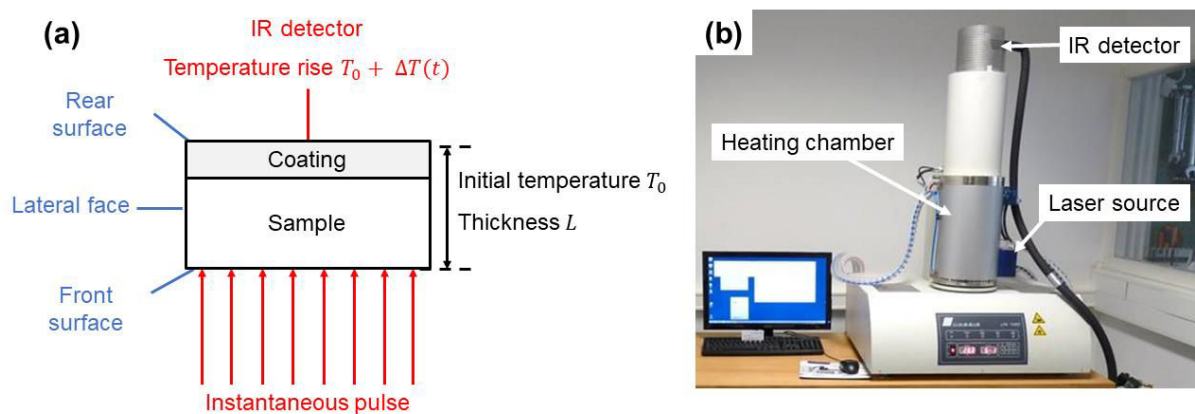 (a)
IR detector
Temperature rise T₀ + ΔT(t)
Rear
surface
Coating
Initial temperature T₀
Lateral face
Sample
Thickness L
Front
surface
Instantaneous pulse
(b)
IR detector
Heating chamber
Laser source